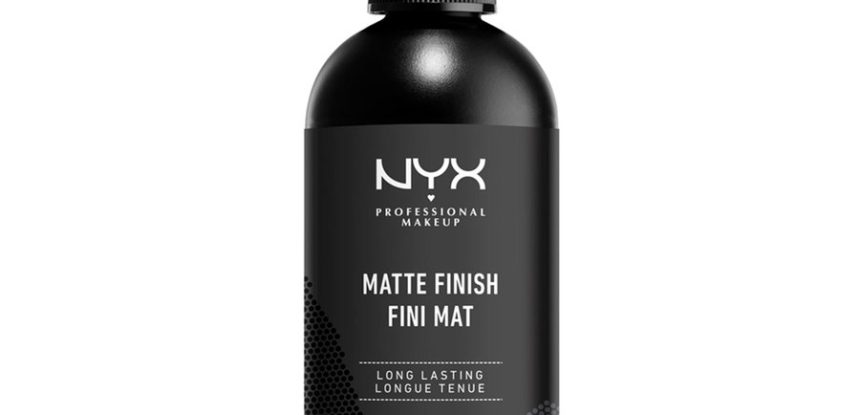 NYX
PROFESSIONAL
MAKEUP
MATTE FINISH
FINI MAT
LONG LASTING
LONGUE TENUE